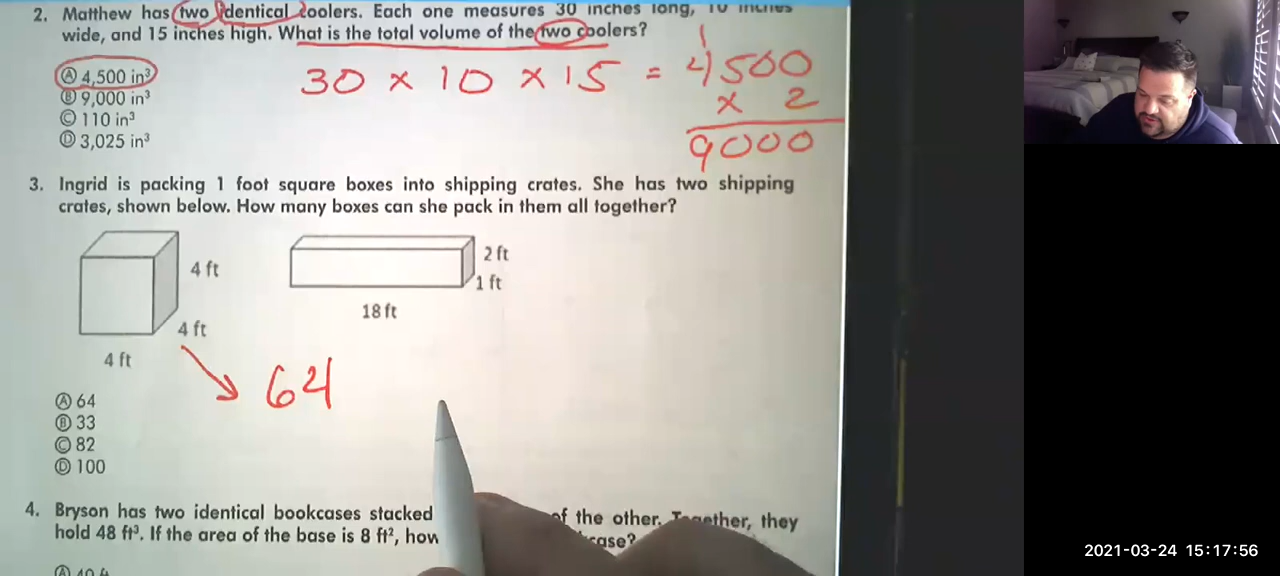 2. Matthew has two identical coolers. Each one measures 30 inches long, 10 inches
wide, and 15 inches high. What is the total volume of the two coolers?
Ⓐ 4,500 in³
Ⓑ 9,000 in³
Ⓒ 110 in³
Ⓓ 3,025 in³
30 × 10 × 15 = 4500
1
× 2
9000
3. Ingrid is packing 1 foot square boxes into shipping crates. She has two shipping
crates, shown below. How many boxes can she pack in them all together?
4 ft
4 ft
4 ft
2 ft
1 ft
18 ft
64
Ⓐ 64
Ⓑ 33
Ⓒ 82
Ⓓ 100
4. Bryson has two identical bookcases stacked of the other. Together, they
hold 48 ft³. If the area of the base is 8 ft², how case?
2021-03-24 15:17:56